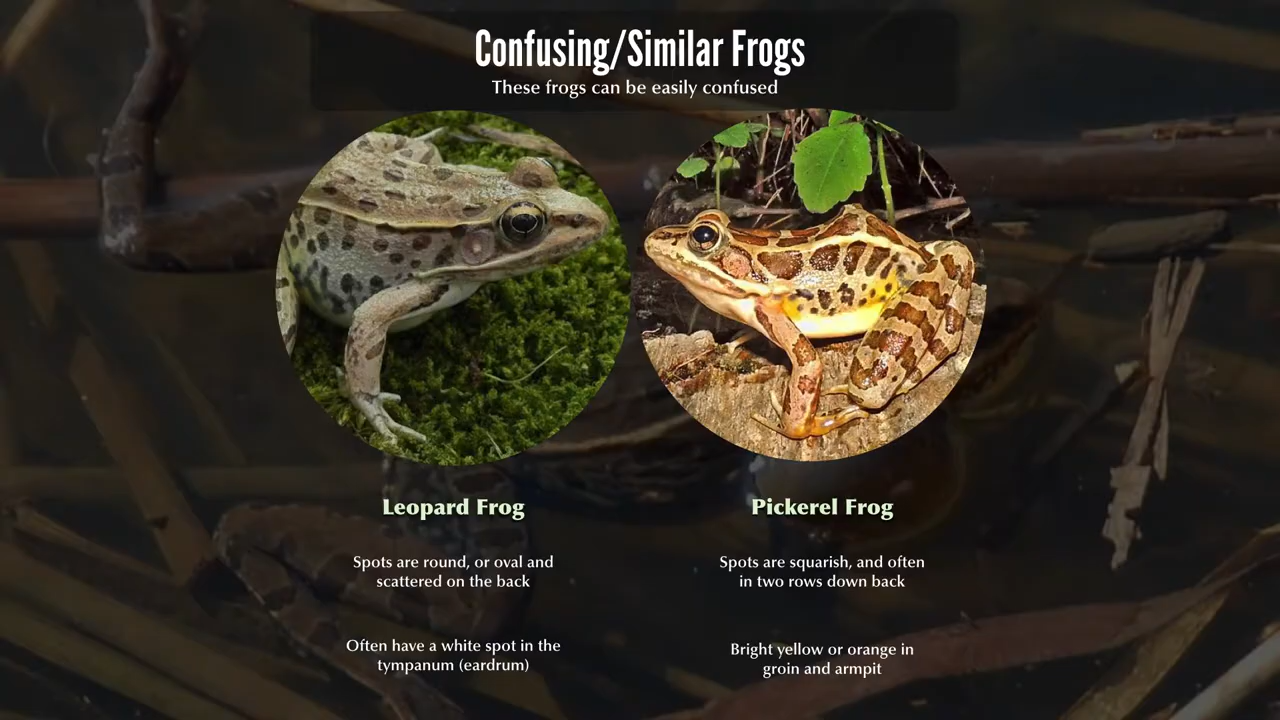 Confusing/Similar Frogs
These frogs can be easily confused
Leopard Frog
Spots are round, or oval and
scattered on the back
Often have a white spot in the
tympanum (eardrum)
Pickerel Frog
Spots are squarish, and often
in two rows down back
Bright yellow or orange in
groin and armpit